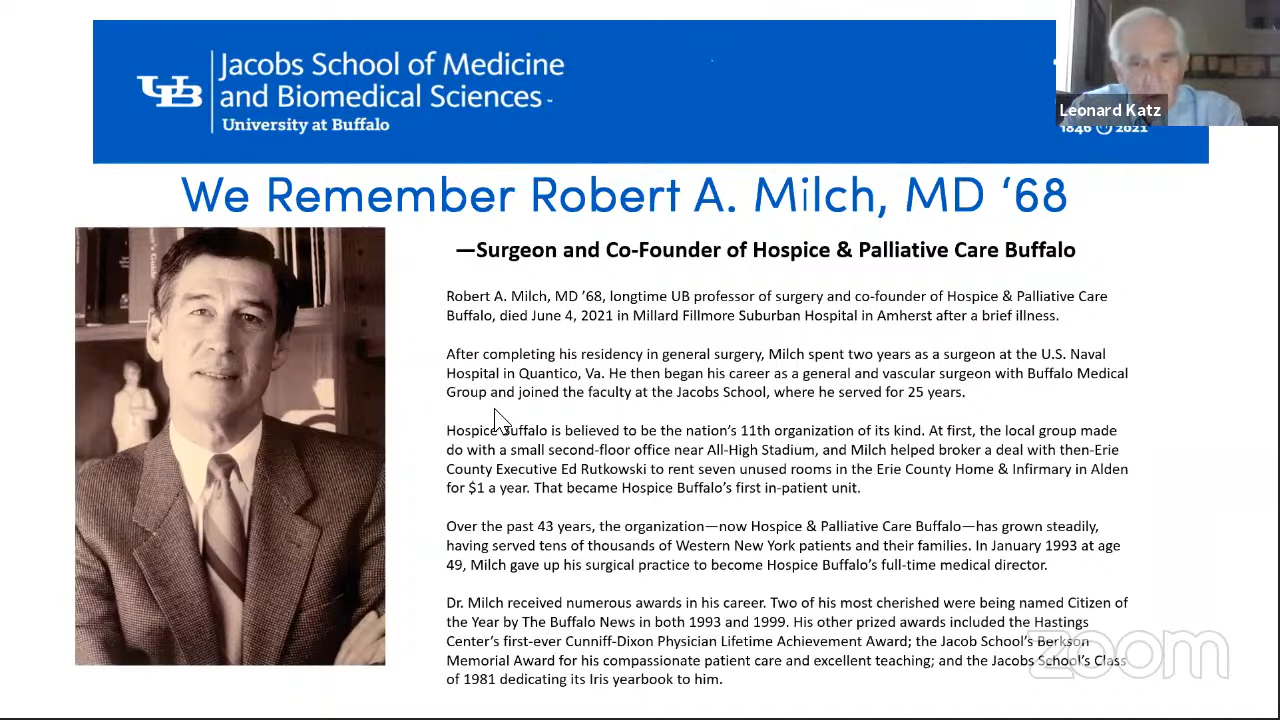 UB
Jacobs School of Medicine
and Biomedical Sciences
University at Buffalo
Leonard Katz
1846 2021
We Remember Robert A. Milch, MD ‘68
—Surgeon and Co-Founder of Hospice & Palliative Care Buffalo
Robert A. Milch, MD ’68, longtime UB professor of surgery and co-founder of Hospice & Palliative Care
Buffalo, died June 4, 2021 in Millard Fillmore Suburban Hospital in Amherst after a brief illness.
After completing his residency in general surgery, Milch spent two years as a surgeon at the U.S. Naval
Hospital in Quantico, Va. He then began his career as a general and vascular surgeon with Buffalo Medical
Group and joined the faculty at the Jacobs School, where he served for 25 years.
Hospice Buffalo is believed to be the nation’s 11th organization of its kind. At first, the local group made
do with a small second-floor office near All-High Stadium, and Milch helped broker a deal with then-Erie
County Executive Ed Rutkowski to rent seven unused rooms in the Erie County Home & Infirmary in Alden
for $1 a year. That became Hospice Buffalo’s first in-patient unit.
Over the past 43 years, the organization—now Hospice & Palliative Care Buffalo—has grown steadily,
having served tens of thousands of Western New York patients and their families. In January 1993 at age
49, Milch gave up his surgical practice to become Hospice Buffalo’s full-time medical director.
Dr. Milch received numerous awards in his career. Two of his most cherished were being named Citizen of
the Year by The Buffalo News in both 1993 and 1999. His other prized awards included the Hastings
Center’s first-ever Cunniff-Dixon Physician Lifetime Achievement Award; the Jacob School’s Berkson
Memorial Award for his compassionate patient care and excellent teaching; and the Jacobs School’s Class
of 1981 dedicating its Iris yearbook to him.
zoom